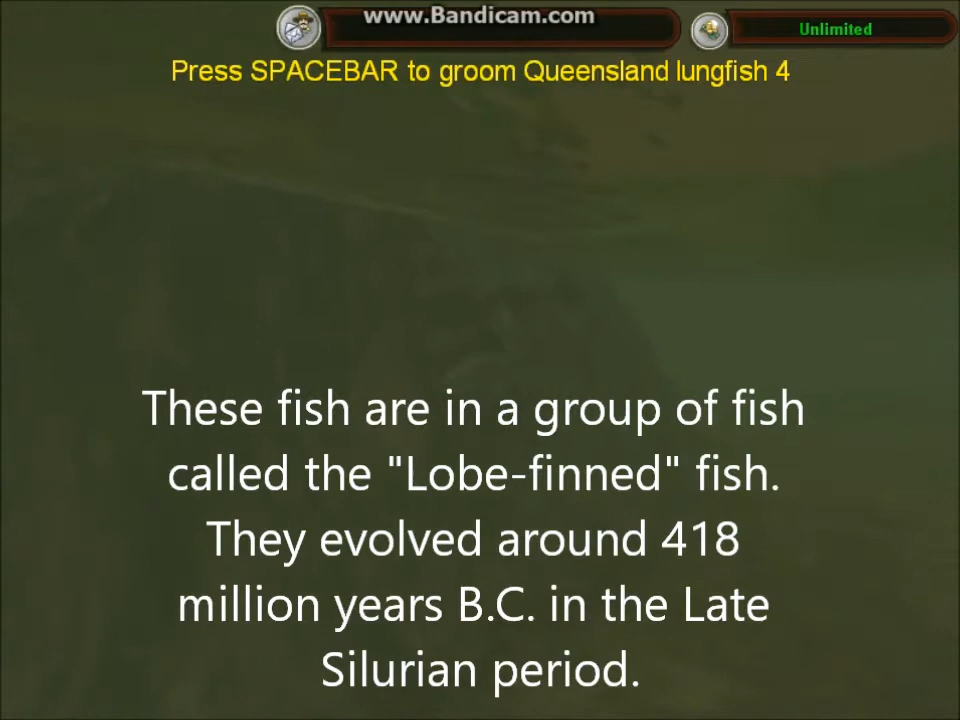 www.Bandicam.com
Unlimited
Press SPACEBAR to groom Queensland lungfish 4
These fish are in a group of fish
called the "Lobe-finned" fish.
They evolved around 418
million years B.C. in the Late
Silurian period.